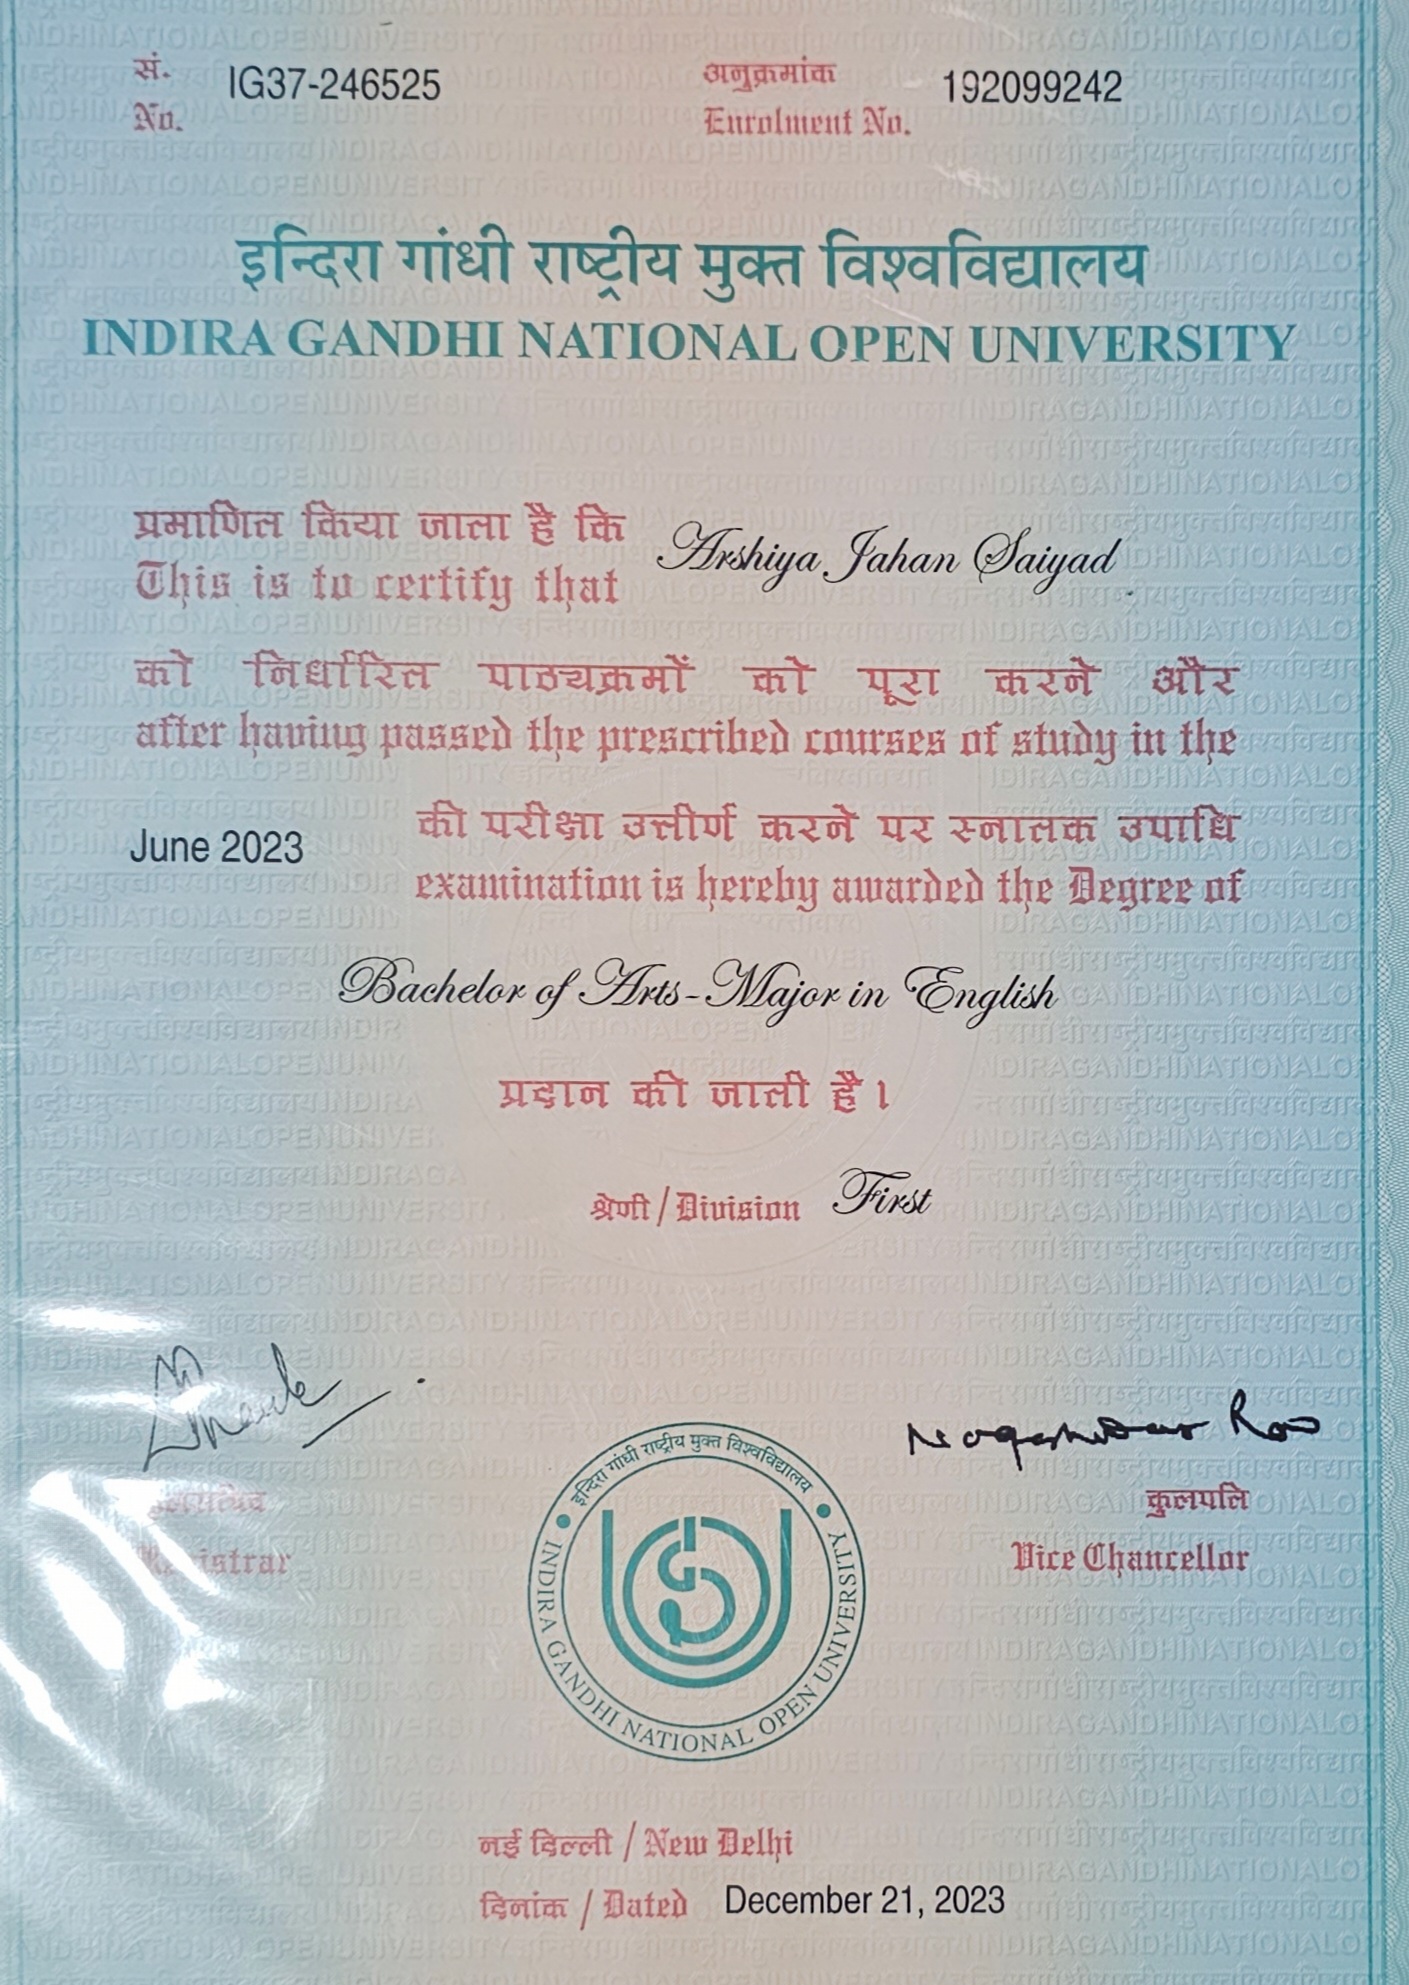 सं.
No.
IG37-246525
अनुक्रमांक
Enrolment No.
192099242
इन्दिरा गांधी राष्ट्रीय मुक्त विश्वविद्यालय
INDIRA GANDHI NATIONAL OPEN UNIVERSITY
प्रमाणित किया जाता है कि
This is to certify that
Arshiya Jahan Saiyad
को निर्धारित पाठ्यक्रमों को पूरा करने और
after having passed the prescribed courses of study in the
June 2023
की परीक्षा उत्तीर्ण करने पर स्नातक उपाधि
examination is hereby awarded the Degree of
Bachelor of Arts-Major in English
प्रदान की जाती है।
श्रेणी / Division First
Nageshwar Rao
कुलसचिव
Registrar
कुलपति
Vice Chancellor
इन्दिरा गांधी राष्ट्रीय मुक्त विश्वविद्यालय
INDIRA GANDHI NATIONAL OPEN UNIVERSITY
नई दिल्ली / New Delhi
दिनांक / Dated December 21, 2023